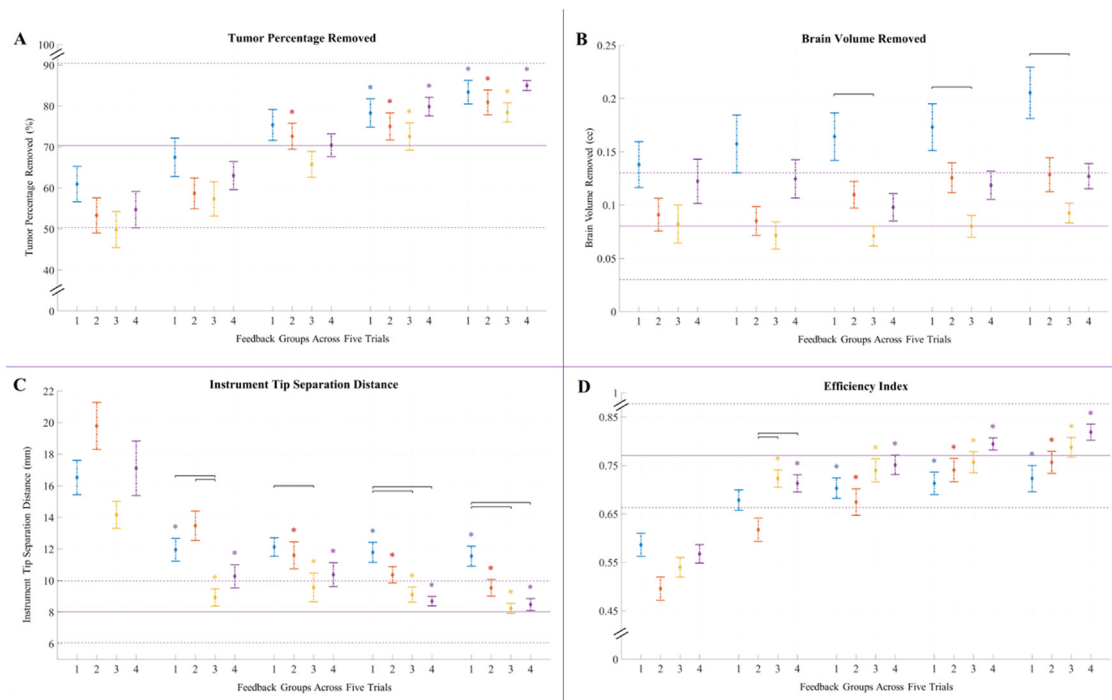 A
Tumor Percentage Removed
100
90
80
70
60
50
40
0
Tumor Percentage Removed (%)
1 2 3 4 1 2 3 4 1 2 3 4 1 2 3 4 1 2 3 4
Feedback Groups Across Five Trials
B
Brain Volume Removed
0.25
0.2
0.15
0.1
0.05
0
Brain Volume Removed (cc)
1 2 3 4 1 2 3 4 1 2 3 4 1 2 3 4 1 2 3 4
Feedback Groups Across Five Trials
C
Instrument Tip Separation Distance
22
20
18
16
14
12
10
8
6
Instrument Tip Separation Distance (mm)
1 2 3 4 1 2 3 4 1 2 3 4 1 2 3 4 1 2 3 4
Feedback Groups Across Five Trials
D
Efficiency Index
1
0.85
0.75
0.65
0.55
0.45
0
1 2 3 4 1 2 3 4 1 2 3 4 1 2 3 4 1 2 3 4
Feedback Groups Across Five Trials